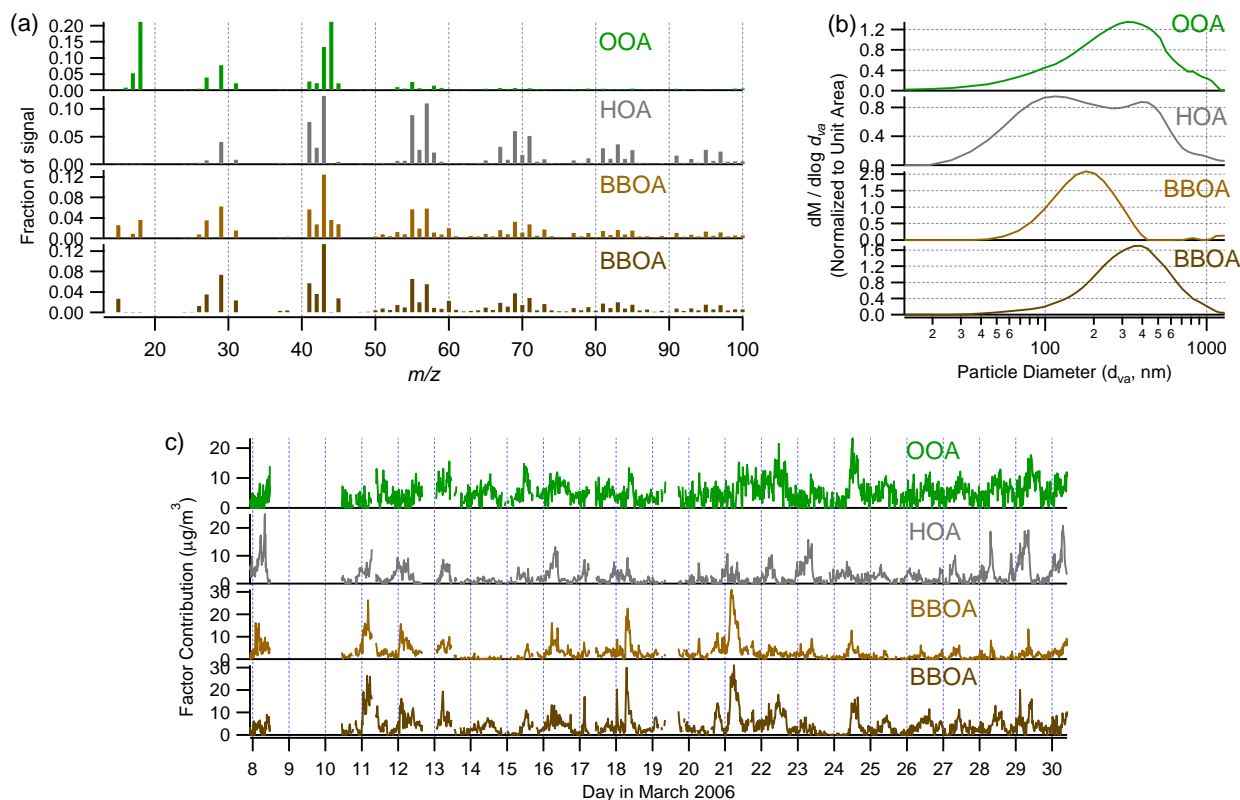 (a)
Fraction of signal
0.20
0.15
0.10
0.05
0.00
OOA
0.10
0.05
0.00
HOA
0.12
0.08
0.04
0.00
BBOA
0.12
0.08
0.04
0.00
BBOA
20 30 40 50 60 70 80 90 100
m/z
(b)
dM / dlog dva
(Normalized to Unit Area)
1.2
0.8
0.4
0.0
OOA
0.8
0.4
0.0
HOA
2.0
1.5
1.0
0.5
0.0
BBOA
1.6
1.2
0.8
0.4
0.0
BBOA
2 3 4 5 6 100 2 3 4 5 6 1000
Particle Diameter (dva, nm)
c)
Factor Contribution (µg/m3)
20
10
0
OOA
20
10
0
HOA
30
20
10
0
BBOA
30
20
10
0
BBOA
8 9 10 11 12 13 14 15 16 17 18 19 20 21 22 23 24 25 26 27 28 29 30
Day in March 2006